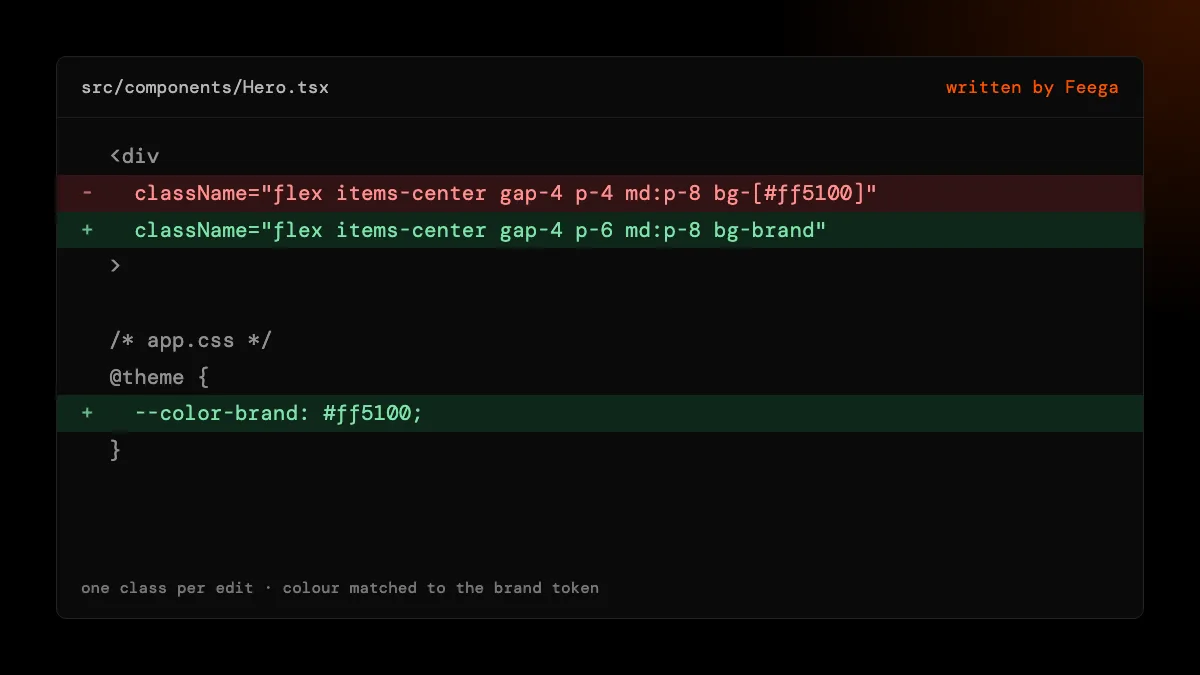 src/components/Hero.tsx
written by Feega
<div
- className="flex items-center gap-4 p-4 md:p-8 bg-[#ff5100]"
+ className="flex items-center gap-4 p-6 md:p-8 bg-brand"
>
/* app.css */
@theme {
+ --color-brand: #ff5100;
}
one class per edit · colour matched to the brand token